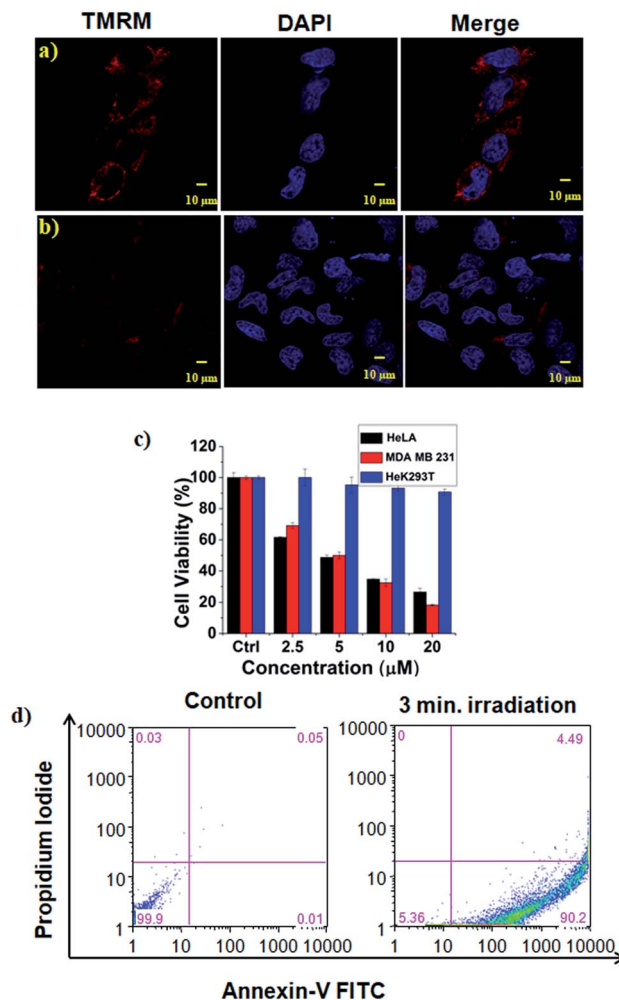 TMRM DAPI Merge
a)
10 µm 10 µm 10 µm
b)
10 µm 10 µm 10 µm
c)
HeLA
MDA MB 231
HeK293T
Cell Viability (%)
120
100
80
60
40
20
0
Ctrl 2.5 5 10 20
Concentration (µM)
d)
Control 3 min. irradiation
Propidium Iodide
10000 0.03 0.05
1000
100
10
1 99.9 0.01
1 10 100 1000 10000
10000 0 4.49
1000
100
10
1 5.36 90.2
1 10 100 1000 10000
Annexin-V FITC